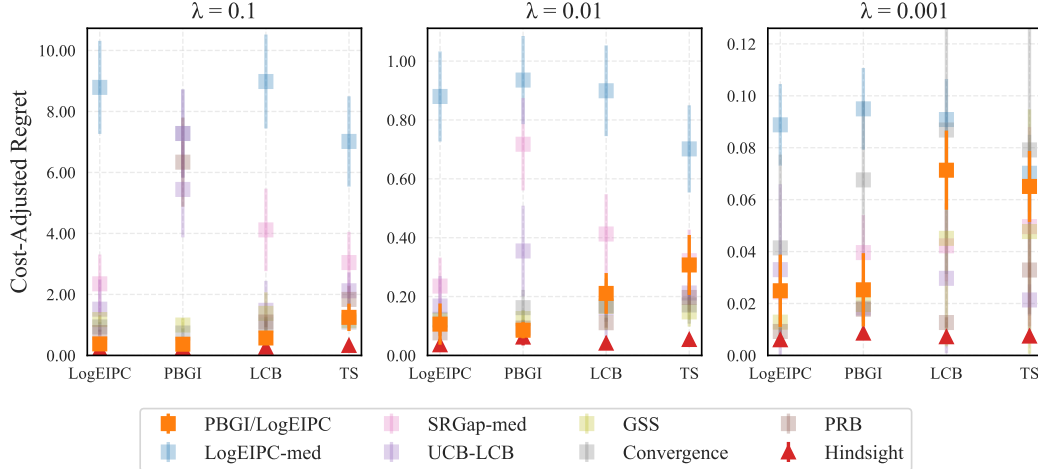 λ = 0.1 λ = 0.01 λ = 0.001
Cost-Adjusted Regret
10.00
8.00
6.00
4.00
2.00
0.00
LogEIPC PBGI LCB TS
1.00
0.80
0.60
0.40
0.20
0.00
LogEIPC PBGI LCB TS
0.12
0.10
0.08
0.06
0.04
0.02
0.00
LogEIPC PBGI LCB TS
PBGI/LogEIPC SRGap-med GSS PRB
LogEIPC-med UCB-LCB Convergence Hindsight